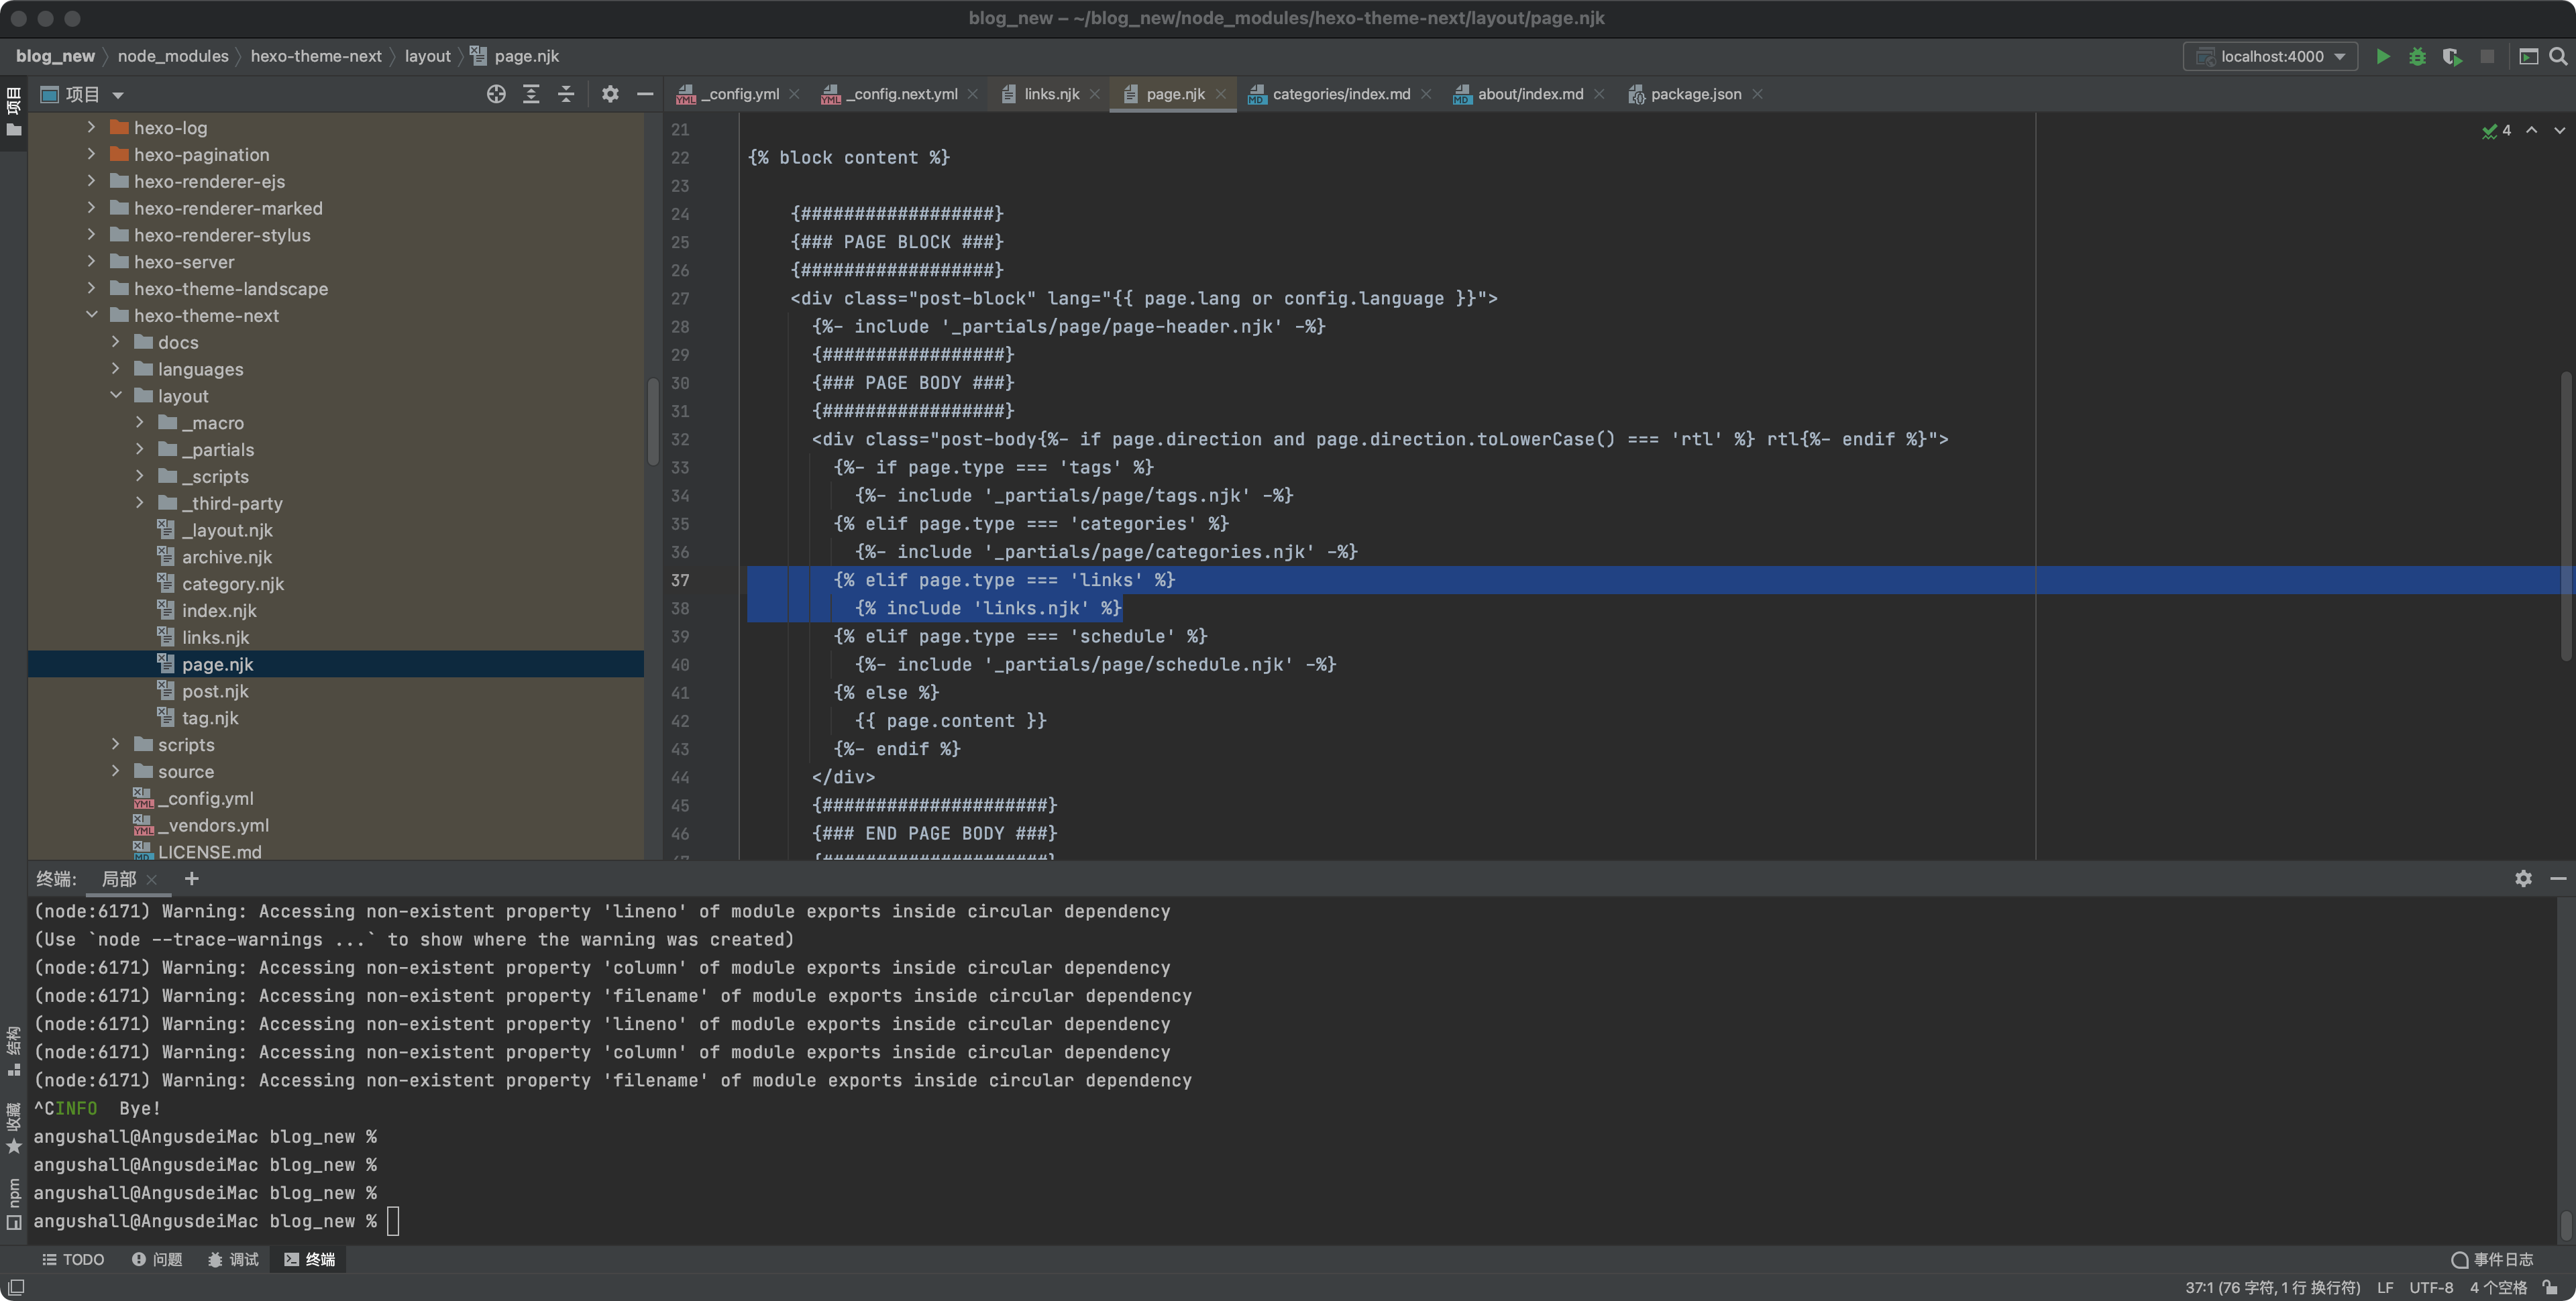 blog_new – ~/blog_new/node_modules/hexo-theme-next/layout/page.njk
blog_new node_modules hexo-theme-next layout page.njk
localhost:4000
项目
项目
_config.yml
_config.next.yml
links.njk
page.njk
categories/index.md
about/index.md
package.json
hexo-log
hexo-pagination
hexo-renderer-ejs
hexo-renderer-marked
hexo-renderer-stylus
hexo-server
hexo-theme-landscape
hexo-theme-next
docs
languages
layout
_macro
_partials
_scripts
_third-party
_layout.njk
archive.njk
category.njk
index.njk
links.njk
page.njk
post.njk
tag.njk
scripts
source
_config.yml
_vendors.yml
LICENSE.md
4
21
22 {% block content %}
23
24 {##################}
25 {### PAGE BLOCK ###}
26 {##################}
27 <div class="post-block" lang="{{ page.lang or config.language }}">
28 {%- include '_partials/page/page-header.njk' -%}
29 {#################}
30 {### PAGE BODY ###}
31 {#################}
32 <div class="post-body{%- if page.direction and page.direction.toLowerCase() === 'rtl' %} rtl{%- endif %}">
33 {%- if page.type === 'tags' %}
34 {%- include '_partials/page/tags.njk' -%}
35 {% elif page.type === 'categories' %}
36 {%- include '_partials/page/categories.njk' -%}
37 {% elif page.type === 'links' %}
38 {% include 'links.njk' %}
39 {% elif page.type === 'schedule' %}
40 {%- include '_partials/page/schedule.njk' -%}
41 {% else %}
42 {{ page.content }}
43 {%- endif %}
44 </div>
45 {#####################}
46 {### END PAGE BODY ###}
47 {#####################}
终端: 局部
(node:6171) Warning: Accessing non-existent property 'lineno' of module exports inside circular dependency
(Use `node --trace-warnings ...` to show where the warning was created)
(node:6171) Warning: Accessing non-existent property 'column' of module exports inside circular dependency
(node:6171) Warning: Accessing non-existent property 'filename' of module exports inside circular dependency
(node:6171) Warning: Accessing non-existent property 'lineno' of module exports inside circular dependency
(node:6171) Warning: Accessing non-existent property 'column' of module exports inside circular dependency
(node:6171) Warning: Accessing non-existent property 'filename' of module exports inside circular dependency
^CINFO  Bye!
angushall@AngusdeiMac blog_new %
angushall@AngusdeiMac blog_new %
angushall@AngusdeiMac blog_new %
angushall@AngusdeiMac blog_new %
结构
收藏
npm
TODO 问题 调试 终端
事件日志
37:1 (76 字符, 1 行 换行符) LF UTF-8 4 个空格